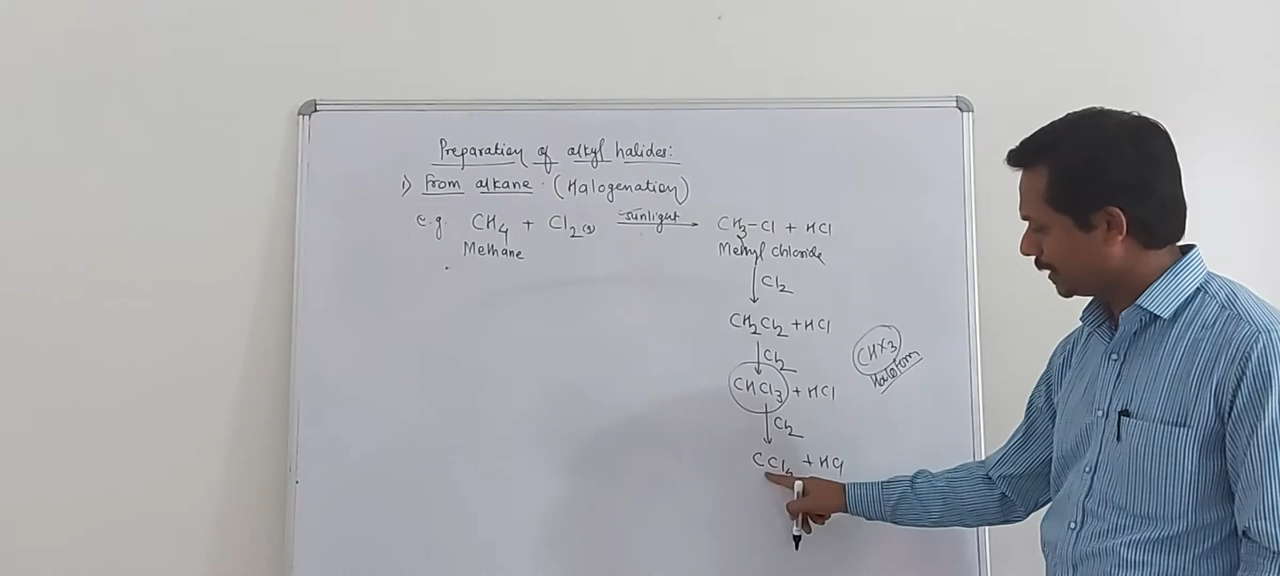 Preparation of alkyl halides:
1) From alkane. (Halogenation)
e.g. CH4 + Cl2(g) sunlight → CH3-Cl + HCl
Methane Methyl chloride
↓ Cl2
CH2Cl2 + HCl
↓ Cl2
CHX3
Haloform
CHCl3 + HCl
↓ Cl2
CCl4 + HCl